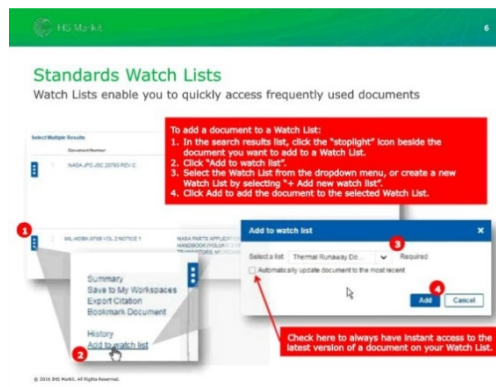 IHS Markit
6
Standards Watch Lists
Watch Lists enable you to quickly access frequently used documents
To add a document to a Watch List:
1. In the search results list, click the "stoplight" icon beside the
document you want to add to a Watch List.
2. Click "Add to watch list".
3. Select the Watch List from the dropdown menu, or create a new
Watch List by selecting "+ Add new watch list".
4. Click Add to add the document to the selected Watch List.
Select Multiple Results
Document Number
1
MIL-HDBK-978B VOL 2 NOTICE 1
NASA PARTS APPLICATION
Summary
Save to My Workspaces
Export Citation
Bookmark Document
History
Add to watch list
2
Add to watch list
Select a list
Thermal Runaway Do...
Required
3
Automatically update document to the most recent
4
Add
Cancel
Check here to always have instant access to the
latest version of a document on your Watch List.
© 2016 IHS Markit. All Rights Reserved.